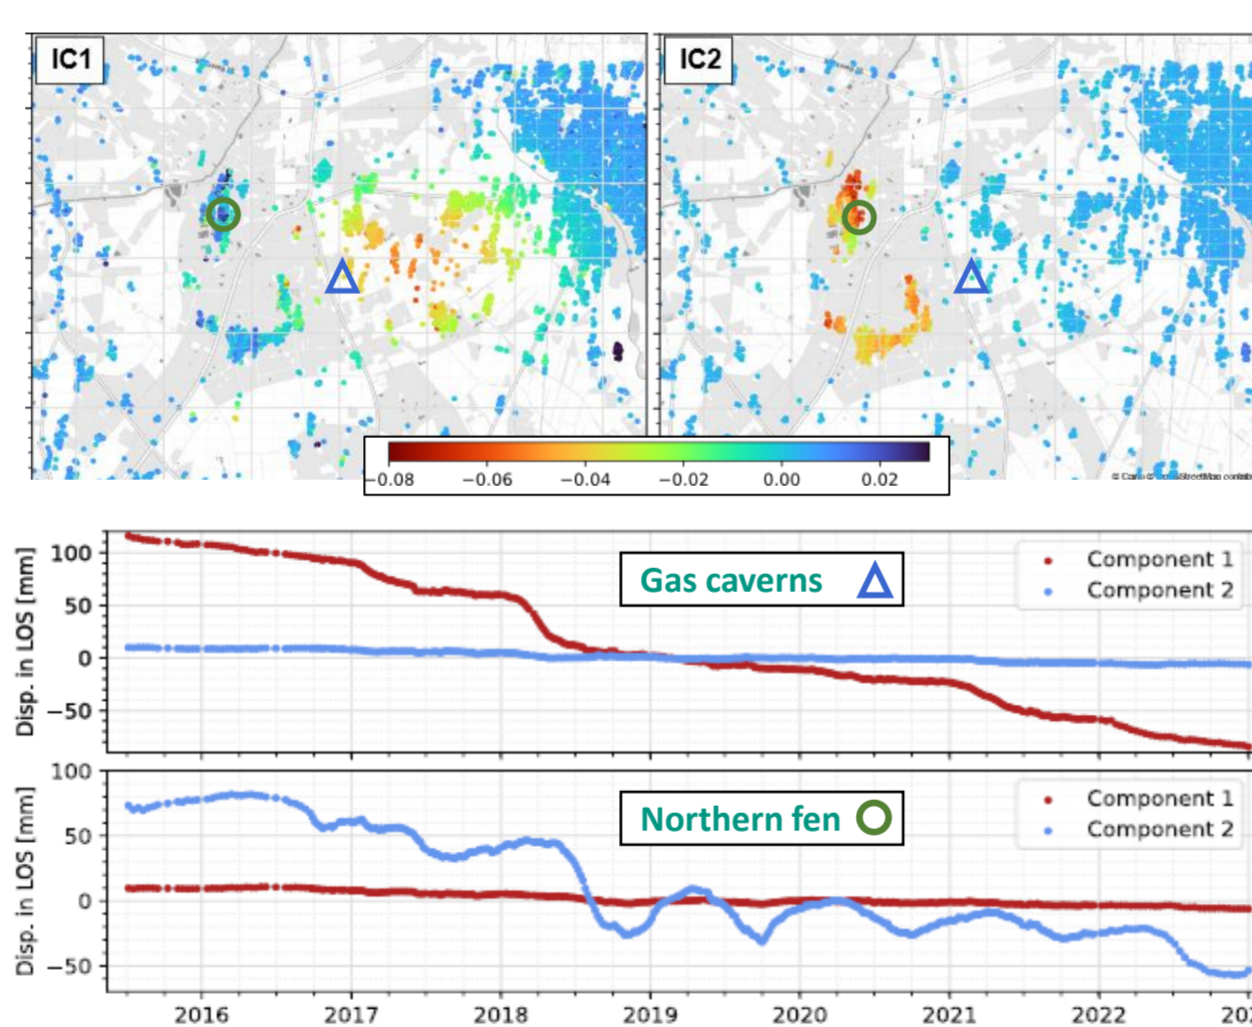 IC1
IC2
−0.08 −0.06 −0.04 −0.02 0.00 0.02
Disp. in LOS [mm]
100
50
0
−50
Gas caverns
Component 1
Component 2
Disp. in LOS [mm]
100
50
0
−50
Northern fen
Component 1
Component 2
2016 2017 2018 2019 2020 2021 2022